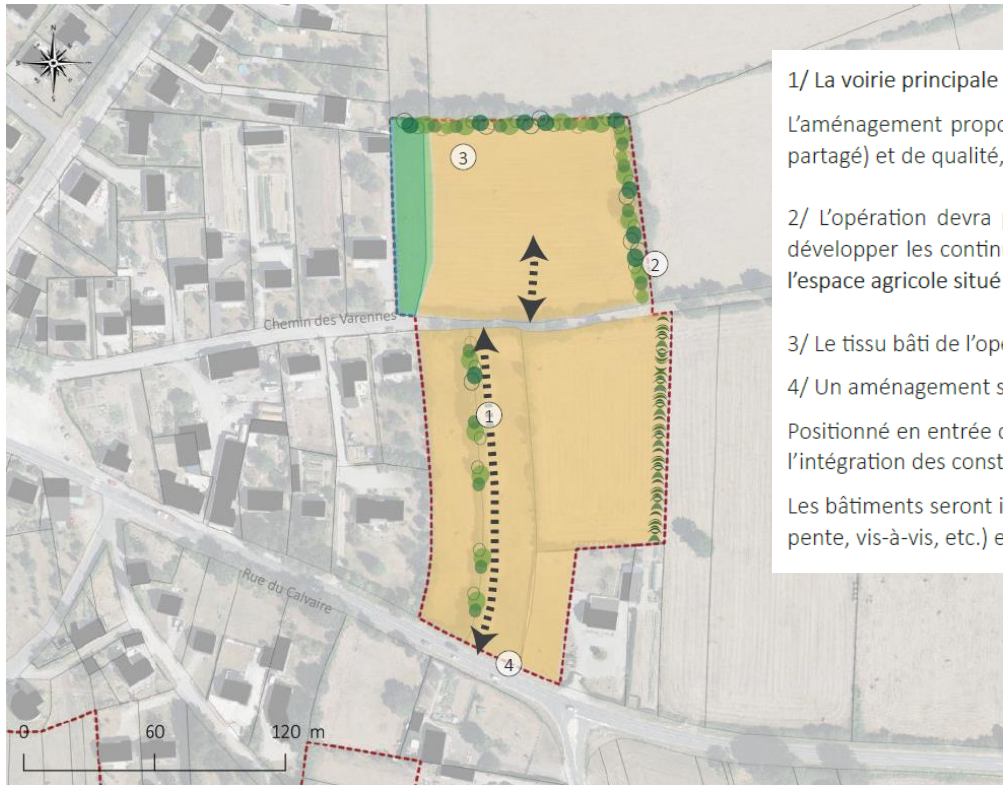 N
E
S
1/ La voirie principale
L’aménagement propo
partagé) et de qualité,
2/ L’opération devra
développer les continu
l’espace agricole situé
3/ Le tissu bâti de l’opé
4/ Un aménagement s
Positionné en entrée d
l’intégration des const
Les bâtiments seront i
pente, vis-à-vis, etc.) e
3
2
Chemin des Varennes
1
Rue du Calvaire
4
0 60 120 m